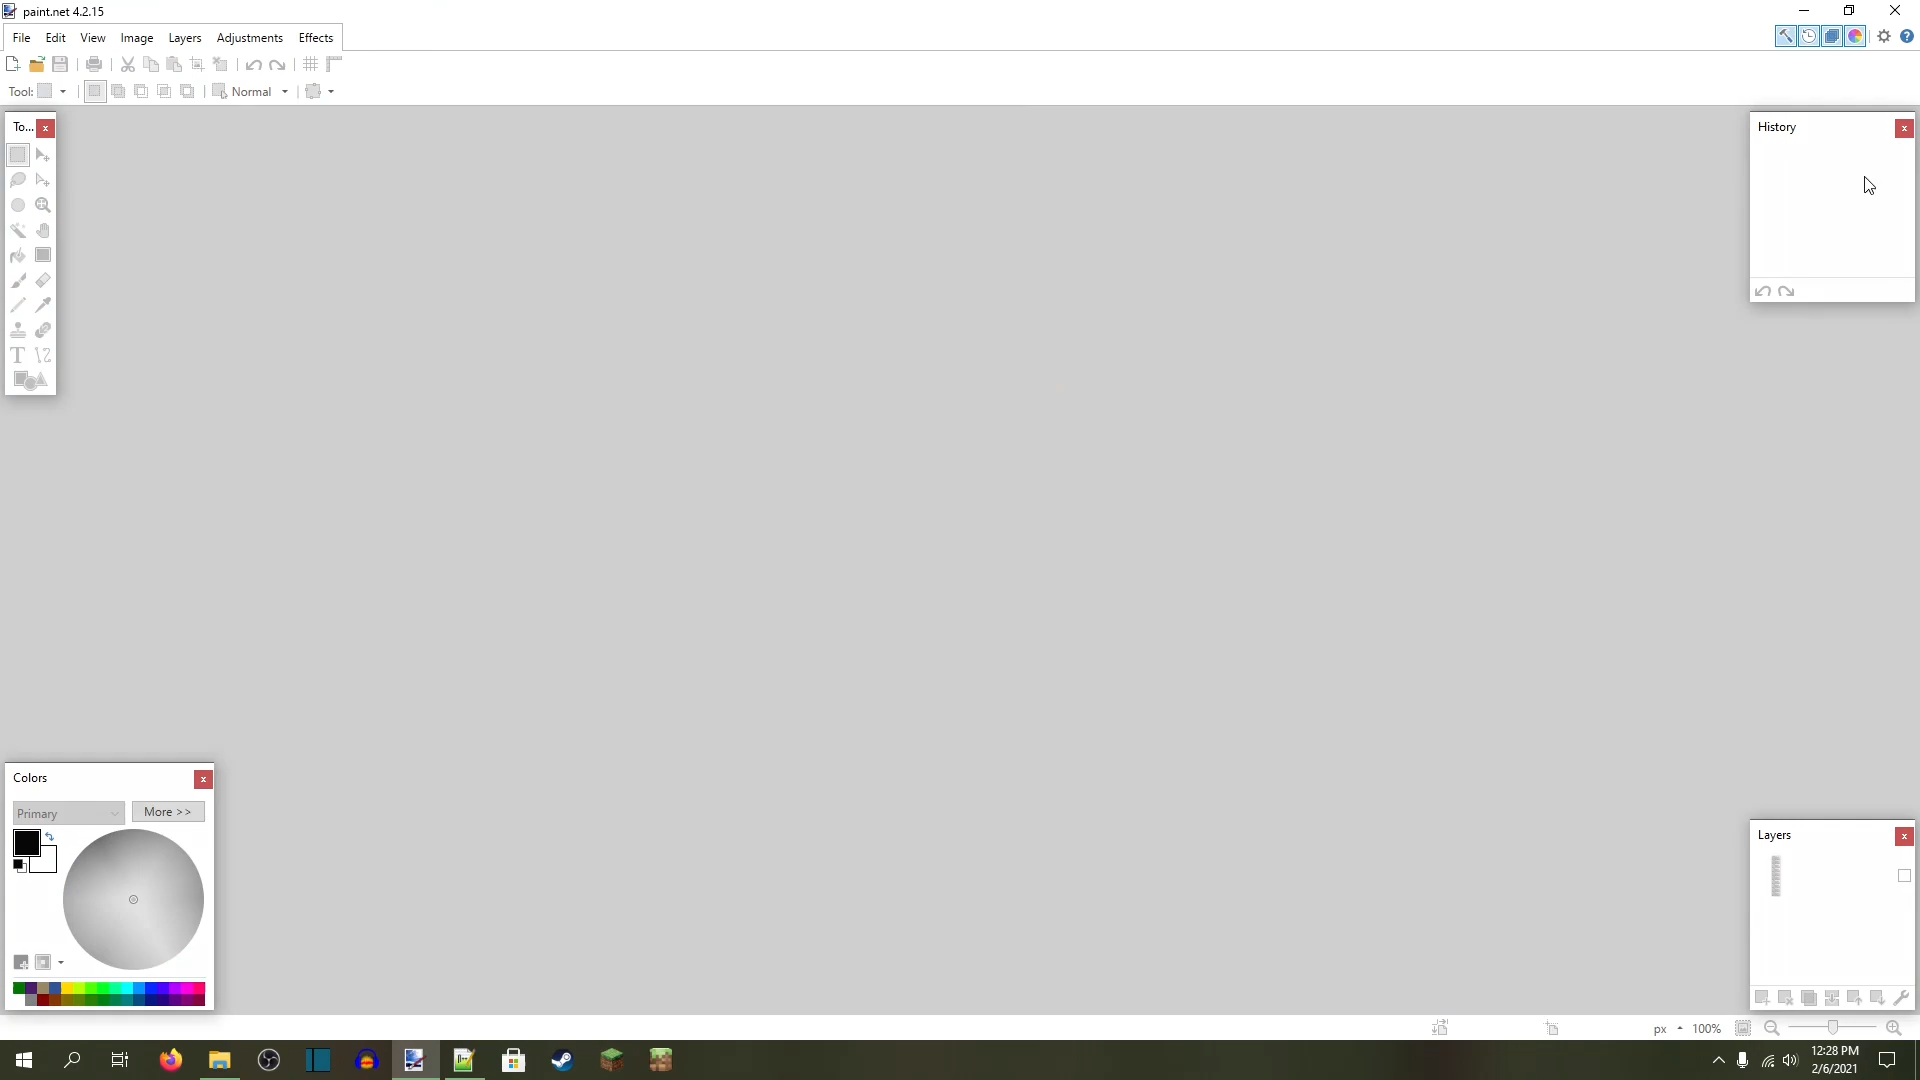 paint.net 4.2.15
File Edit View Image Layers Adjustments Effects
Tool: Normal
To...
History
Colors
Primary More >>
Layers
px 100%
12:28 PM
2/6/2021